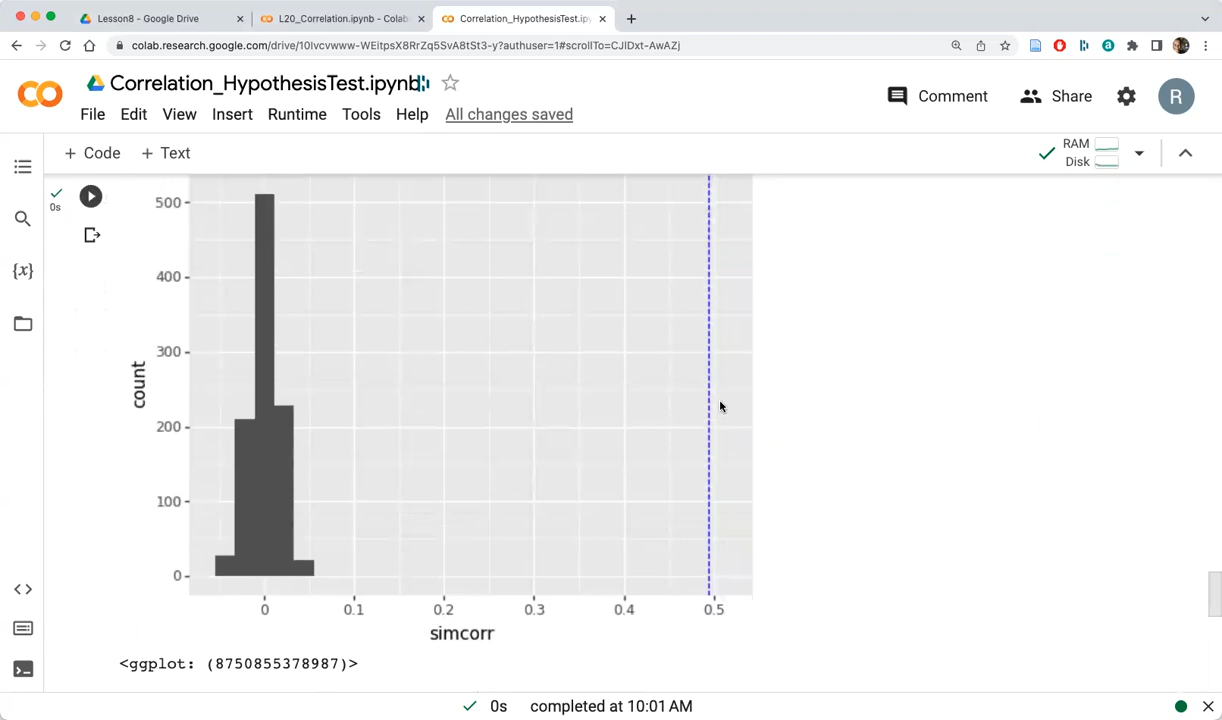 Lesson8 - Google Drive
L20_Correlation.ipynb - Colab
Correlation_HypothesisTest.ipy
colab.research.google.com/drive/10Ivcvwww-WEitpsX8RrZq5SvA8tSt3-y?authuser=1#scrollTo=CJIDxt-AwAZj
Correlation_HypothesisTest.ipynb
Comment
Share
R
File Edit View Insert Runtime Tools Help All changes saved
+ Code + Text
RAM
Disk
0s
{x}
500
400
300
200
100
0
count
0 0.1 0.2 0.3 0.4 0.5
simcorr
<ggplot: (8750855378987)>
0s completed at 10:01 AM